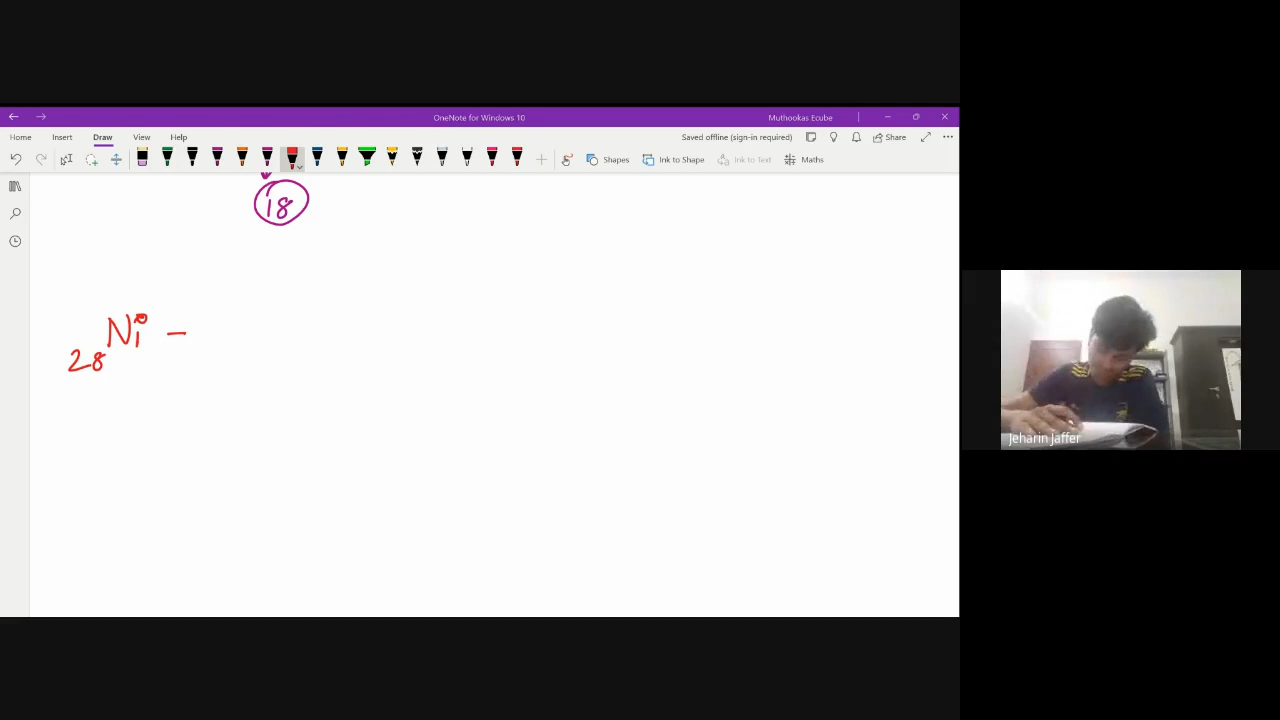 OneNote for Windows 10
Muthookas Ecube
Home Insert Draw View Help
Saved offline (sign-in required)
Share
Shapes
Ink to Shape
Ink to Text
Maths
18
28Ni -
Jeharin Jaffer